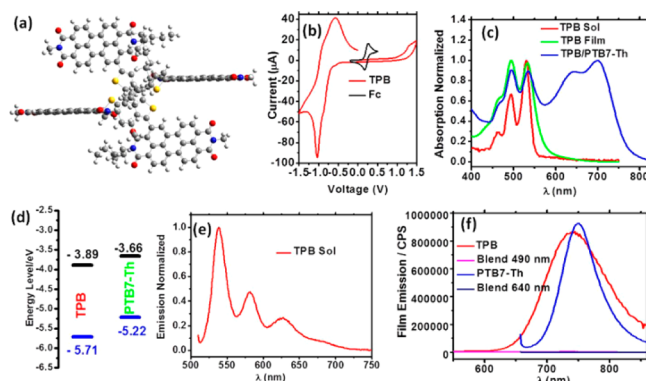 (a)
(b)
Current (µA)
40
20
0
-20
-40
-60
-80
-100
TPB
Fc
-1.5 -1.0 -0.5 0.0 0.5 1.0 1.5
Voltage (V)
(c)
Absorption Normalized
1.4
1.2
1.0
0.8
0.6
0.4
0.2
0.0
TPB Sol
TPB Film
TPB/PTB7-Th
400 500 600 700 800
λ (nm)
(d)
Energy Level/eV
-2.5
-3.0
-3.5
-4.0
-4.5
-5.0
-5.5
-6.0
-6.5
- 3.89
-3.66
TPB
PTB7-Th
-5.22
- 5.71
(e)
Emission Normalized
1.0
0.8
0.6
0.4
0.2
0.0
TPB Sol
500 550 600 650 700 750
λ (nm)
(f)
Film Emission / CPS
1000000
800000
600000
400000
200000
0
TPB
Blend 490 nm
PTB7-Th
Blend 640 nm
600 700 800
λ (nm)